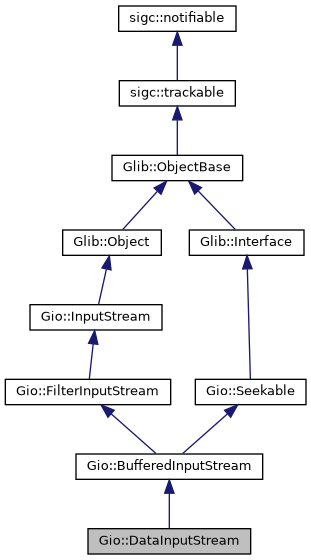 sigc::notifiable
sigc::trackable
Glib::ObjectBase
Glib::Object
Glib::Interface
Gio::InputStream
Gio::FilterInputStream
Gio::Seekable
Gio::BufferedInputStream
Gio::DataInputStream